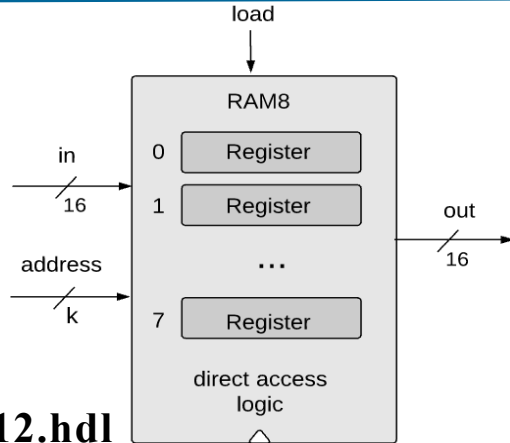 load
RAM8
0 Register
in
16
1 Register
out
16
address
k
...
7 Register
direct access
logic
12.hdl